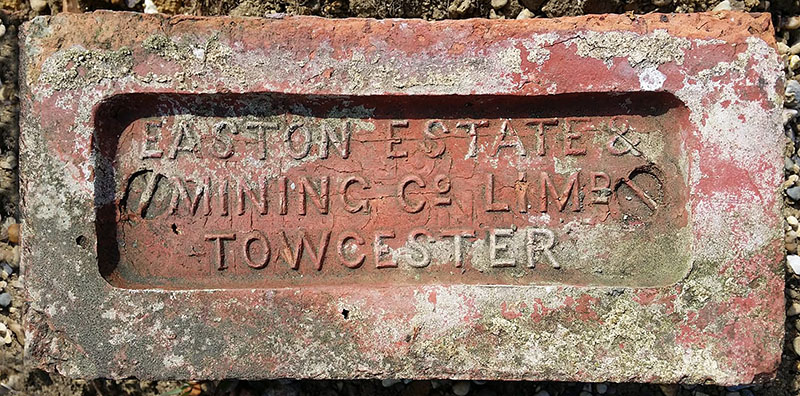 EASTON ESTATE &
MINING Cº LIMD
TOWCESTER